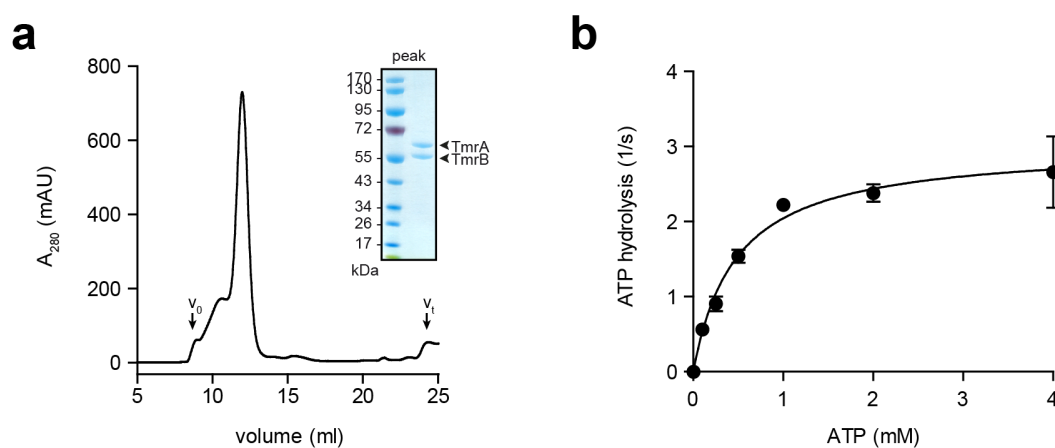 a
800
600
400
200
0
A280 (mAU)
5
10
15
20
25
volume (ml)
v0
vt
peak
170
130
95
72
55
43
34
26
17
kDa
TmrA
TmrB
b
4
3
2
1
0
ATP hydrolysis (1/s)
0
1
2
3
4
ATP (mM)